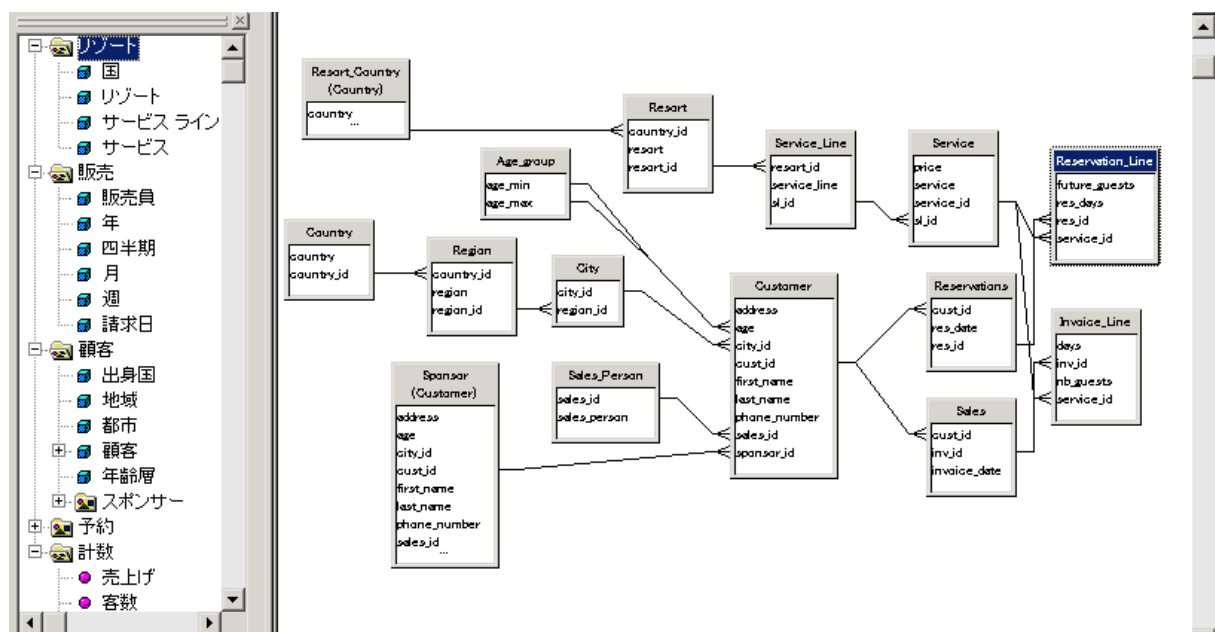 リゾート
国
リゾート
サービス ライン
サービス
販売
販売員
年
四半期
月
週
請求日
顧客
出身国
地域
都市
顧客
年齢層
スポンサー
予約
計数
売上げ
客数
Resort_Country
(Country)
country
...
Resort
country_id
resort
resort_id
Service_Line
resort_id
service_line
sl_id
Service
price
service
service_id
sl_id
Reservation_Line
future_guests
res_days
res_id
service_id
Age_group
age_min
age_max
Country
country
country_id
Region
country_id
region
region_id
City
city_id
region_id
Customer
address
age
city_id
cust_id
first_name
last_name
phone_number
sales_id
sponsor_id
Reservations
cust_id
res_date
res_id
Invoice_Line
days
inv_id
nb_guests
service_id
Sponsor
(Customer)
address
age
city_id
cust_id
first_name
last_name
phone_number
sales_id
...
Sales_Person
sales_id
sales_person
Sales
cust_id
inv_id
invoice_date